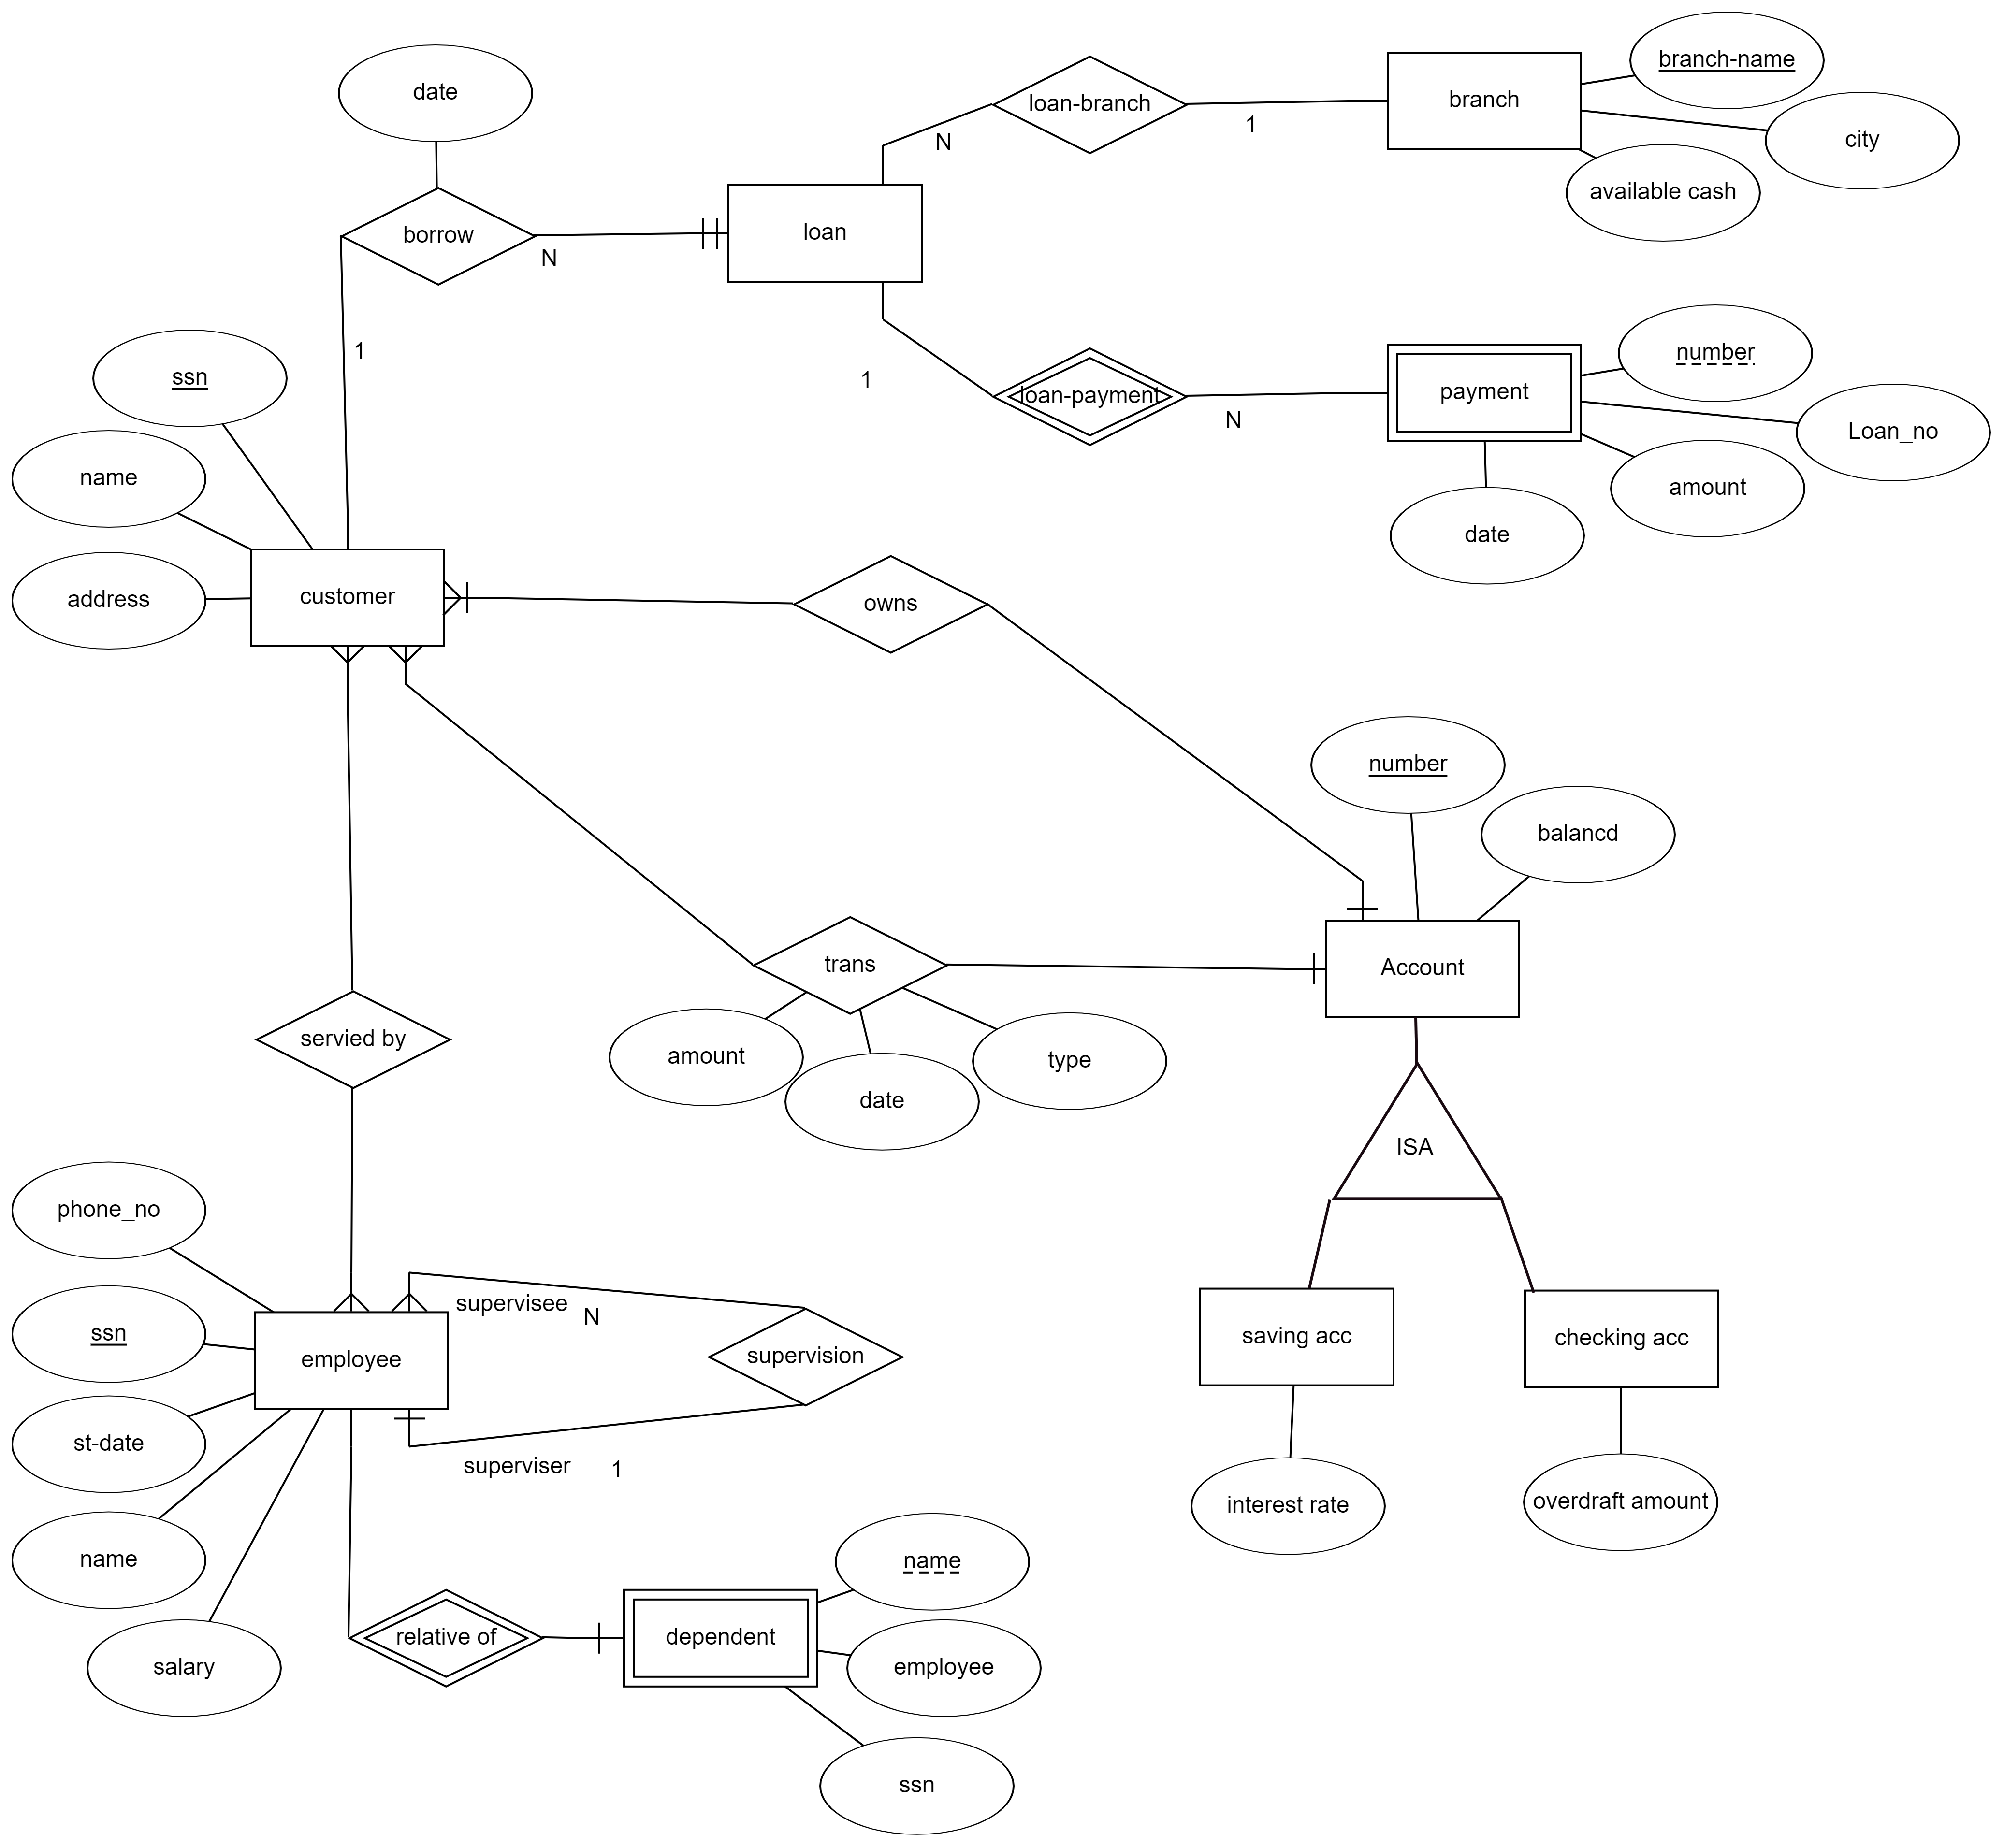 branch-name
date
loan-branch
branch
1
N
city
available cash
borrow
loan
N
1
number
ssn
1
loan-payment
payment
N
Loan_no
name
amount
date
address
customer
owns
number
balancd
trans
Account
servied by
amount
date
type
ISA
phone_no
supervisee
N
ssn
employee
supervision
saving acc
checking acc
st-date
superviser
1
interest rate
overdraft amount
name
name
relative of
dependent
employee
salary
ssn